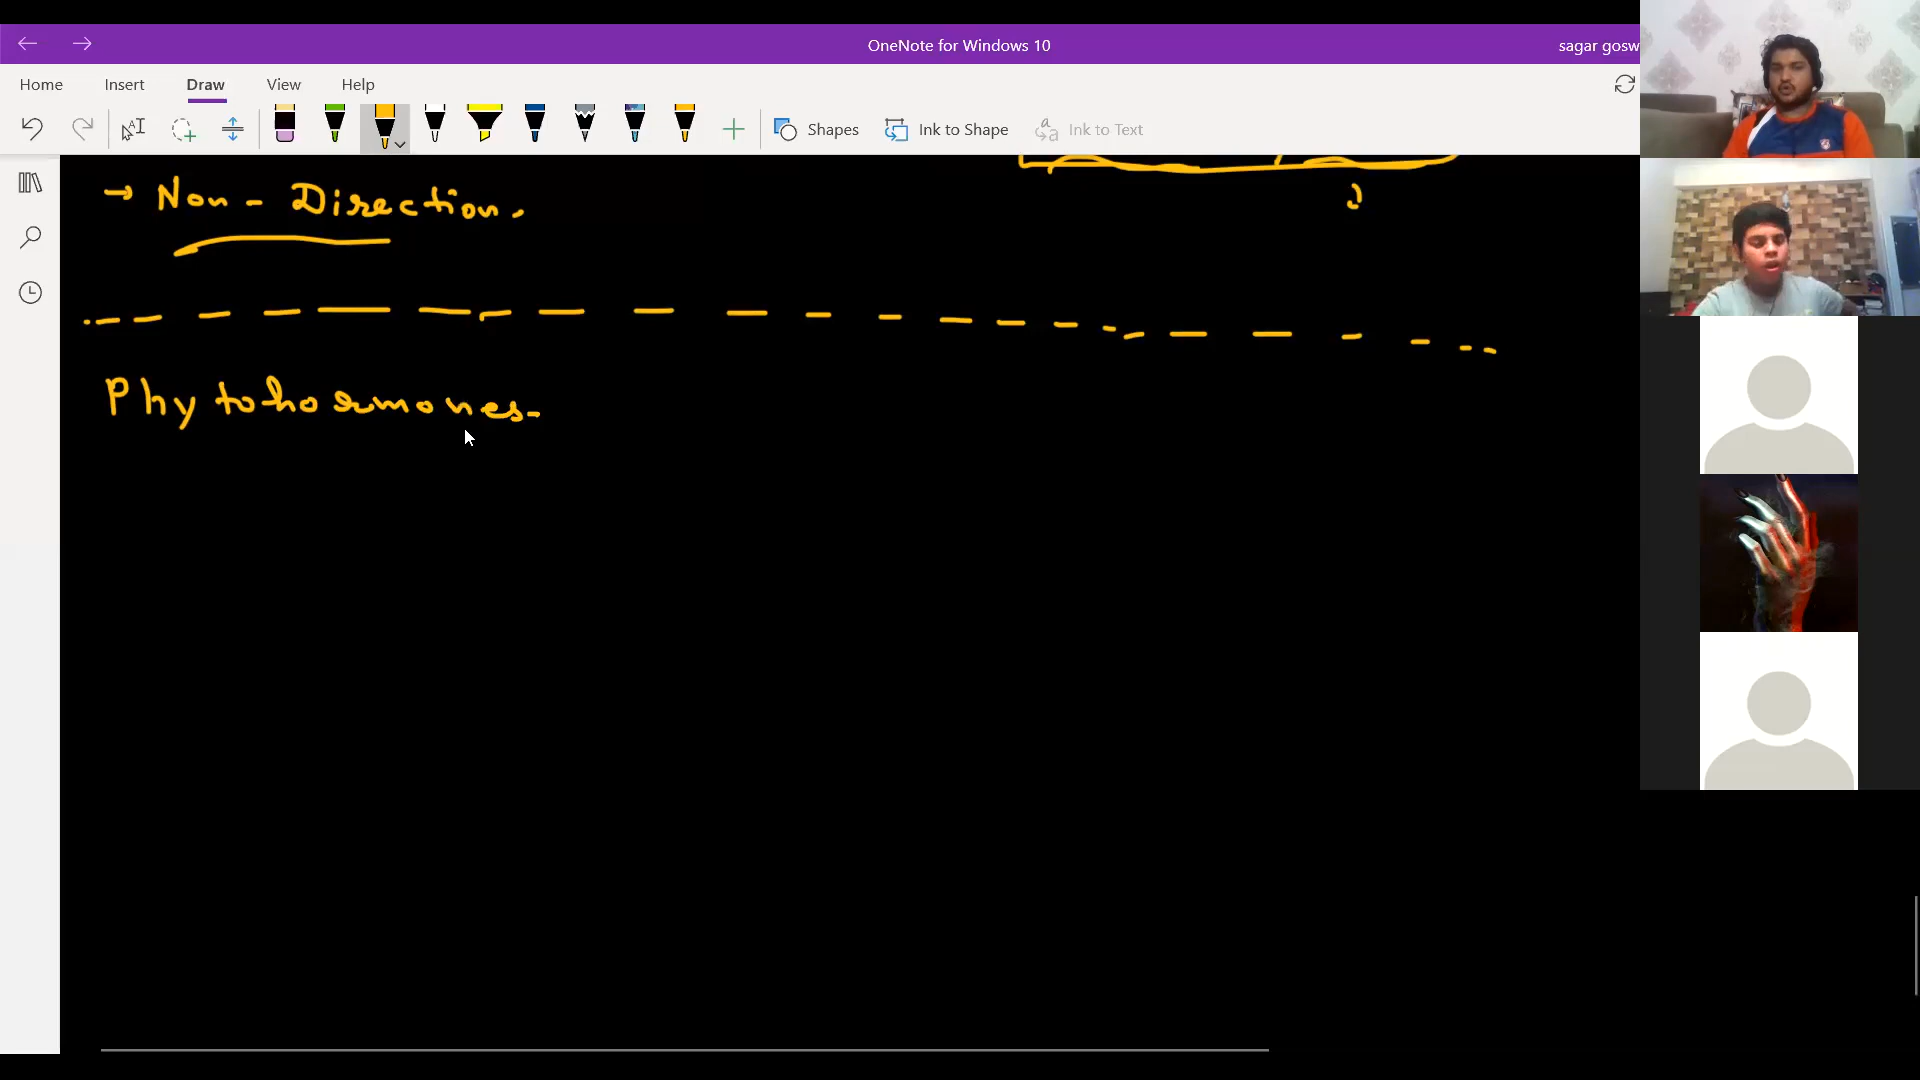 OneNote for Windows 10
sagar gosw
Home Insert Draw View Help
Shapes Ink to Shape Ink to Text
→ Non - Direction.
Phytohormones-